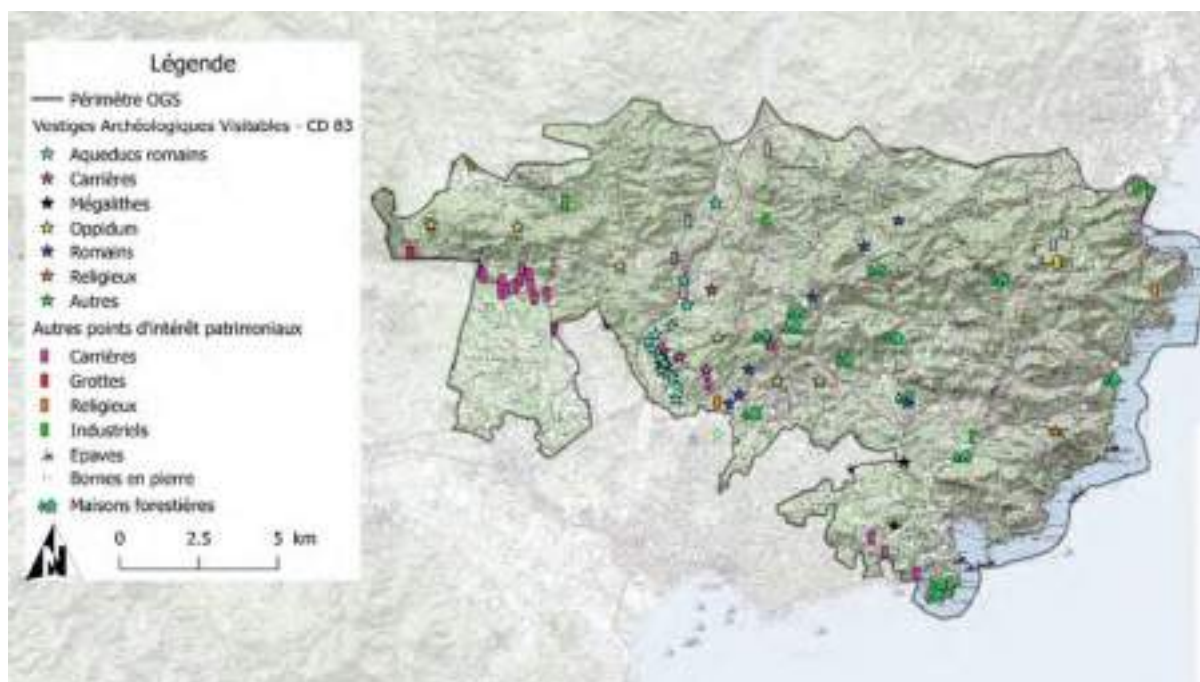 Légende
Périmètre OGS
Vestiges Archéologiques Visitables - CD 83
Aqueducs romains
Carrières
Mégalithes
Oppidum
Romains
Religieux
Autres
Autres points d'intérêt patrimoniaux
Carrières
Grottes
Religieux
Industriels
Epaves
Bornes en pierre
Maisons forestières
N
0 2.5 5 km